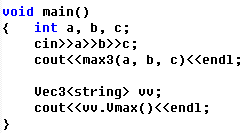 void main()
{    int a, b, c;
     cin>>a>>b>>c;
     cout<<max3(a, b, c)<<endl;

     Vec3<string> vv;
     cout<<vv.Vmax()<<endl;
}